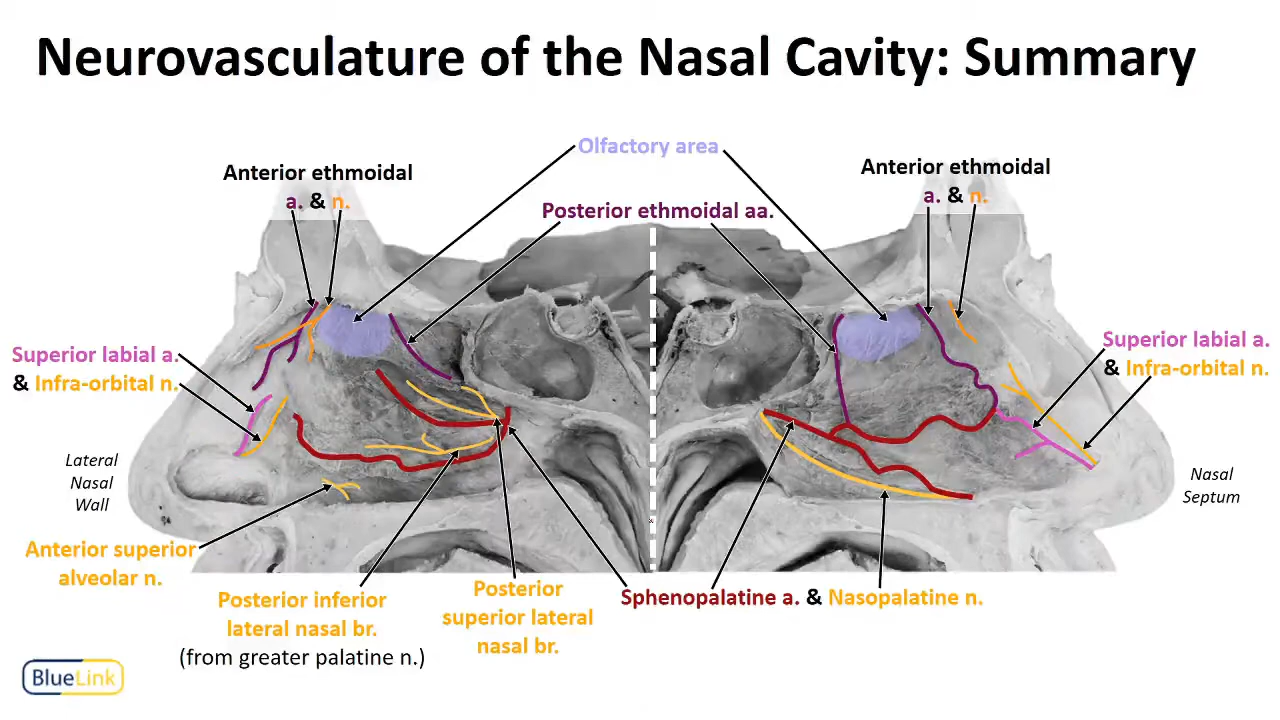 Neurovasculature of the Nasal Cavity: Summary
Olfactory area
Anterior ethmoidal
a. & n.
Posterior ethmoidal aa.
Anterior ethmoidal
a. & n.
Superior labial a.
& Infra-orbital n.
Superior labial a.
& Infra-orbital n.
Lateral
Nasal
Wall
Nasal
Septum
Anterior superior
alveolar n.
Posterior inferior
lateral nasal br.
(from greater palatine n.)
Posterior
superior lateral
nasal br.
Sphenopalatine a. & Nasopalatine n.
BlueLink